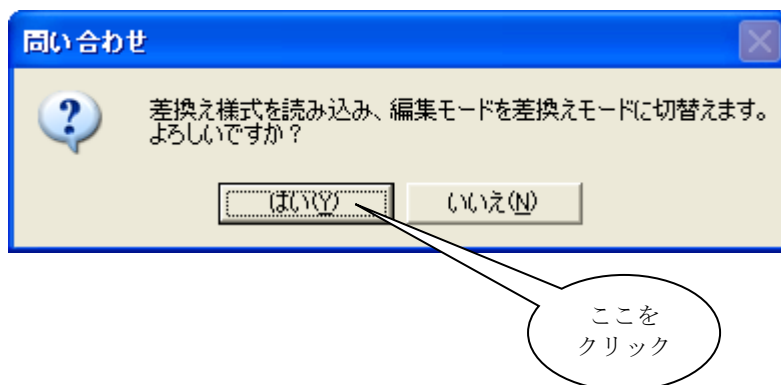 問い合わせ
差換え様式を読み込み、編集モードを差換えモードに切替えます。
よろしいですか？
はい(Y)
いいえ(N)
ここを
クリック